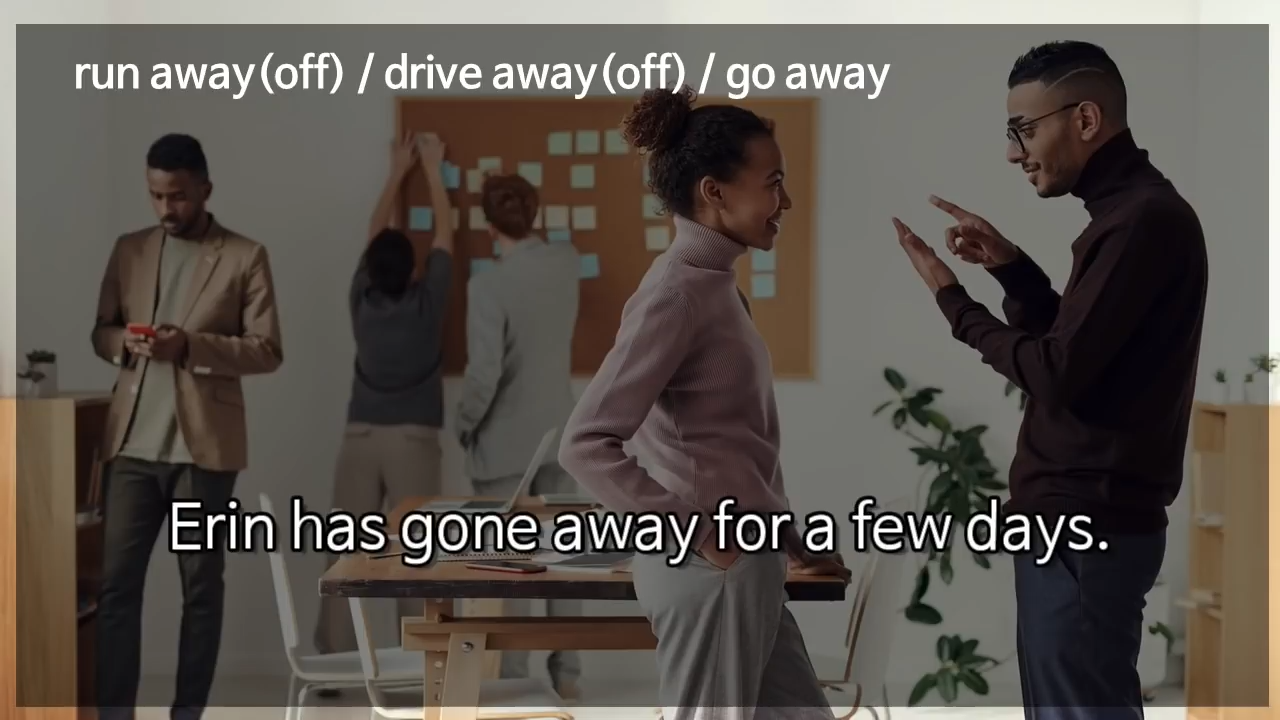 run away(off) / drive away(off) / go away
Erin has gone away for a few days.